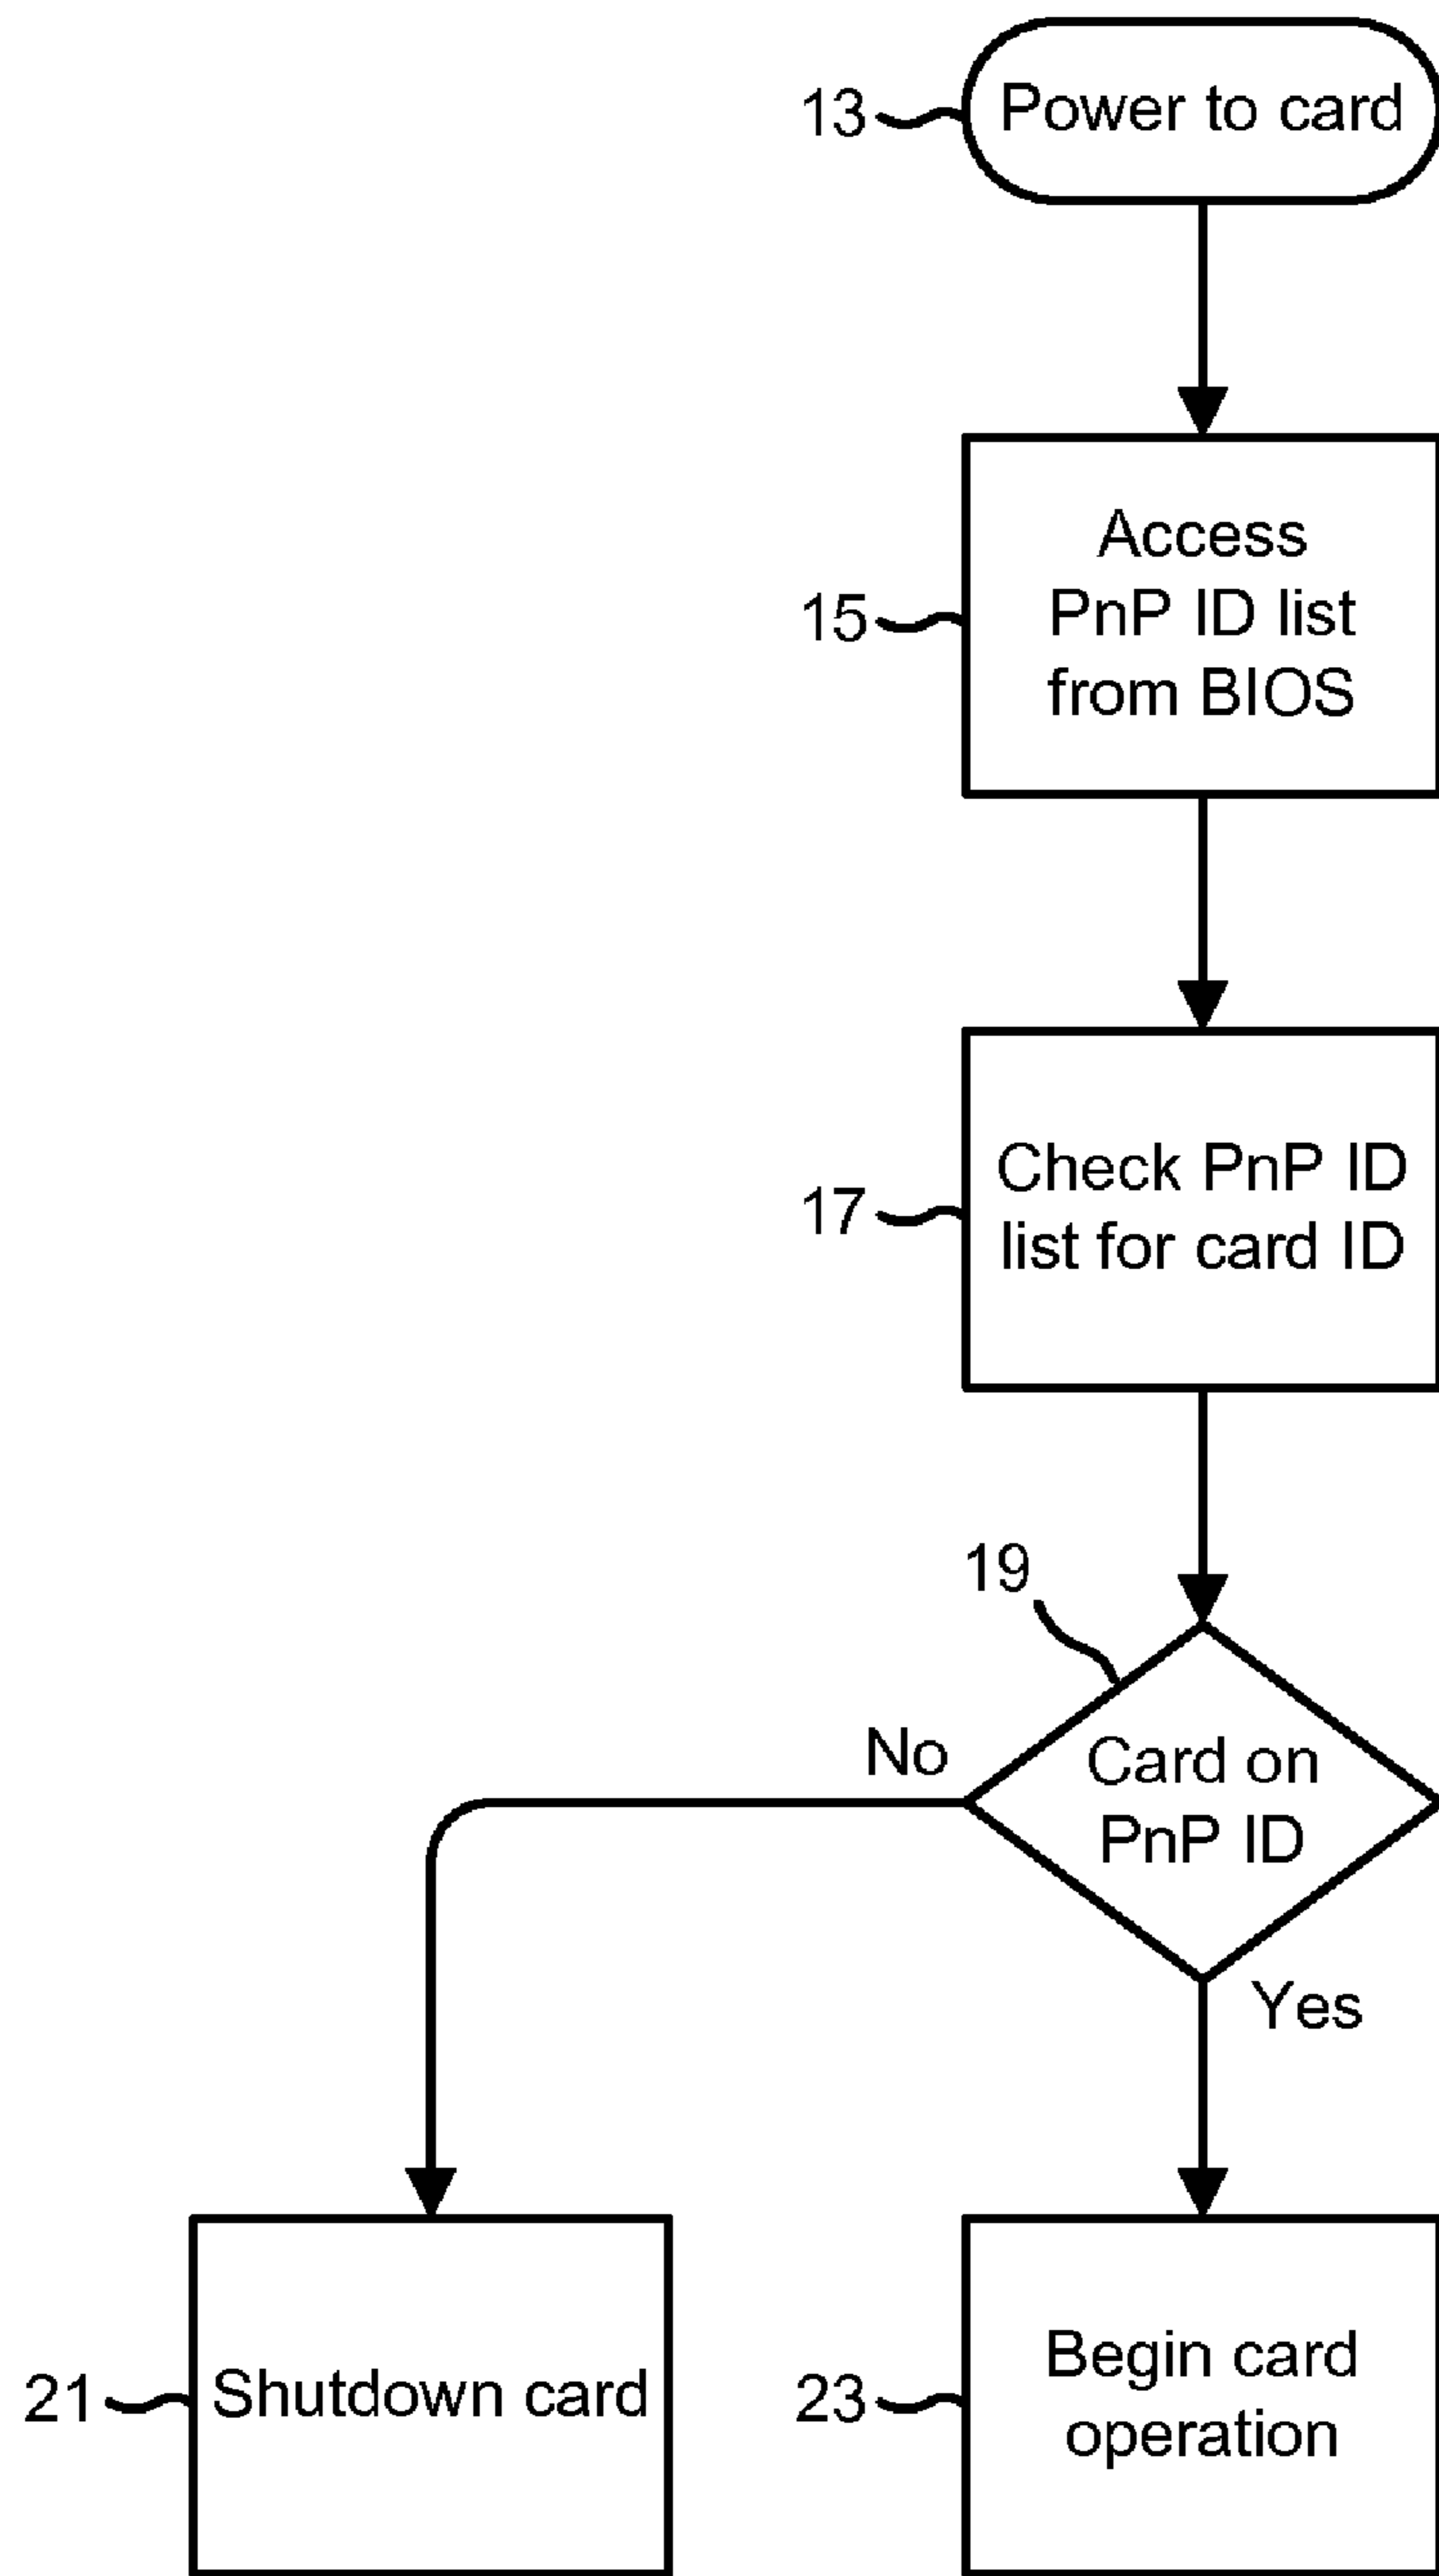 13
Power to card
15
Access
PnP ID list
from BIOS
17
Check PnP ID
list for card ID
19
Card on
PnP ID
No
Yes
21
Shutdown card
23
Begin card
operation